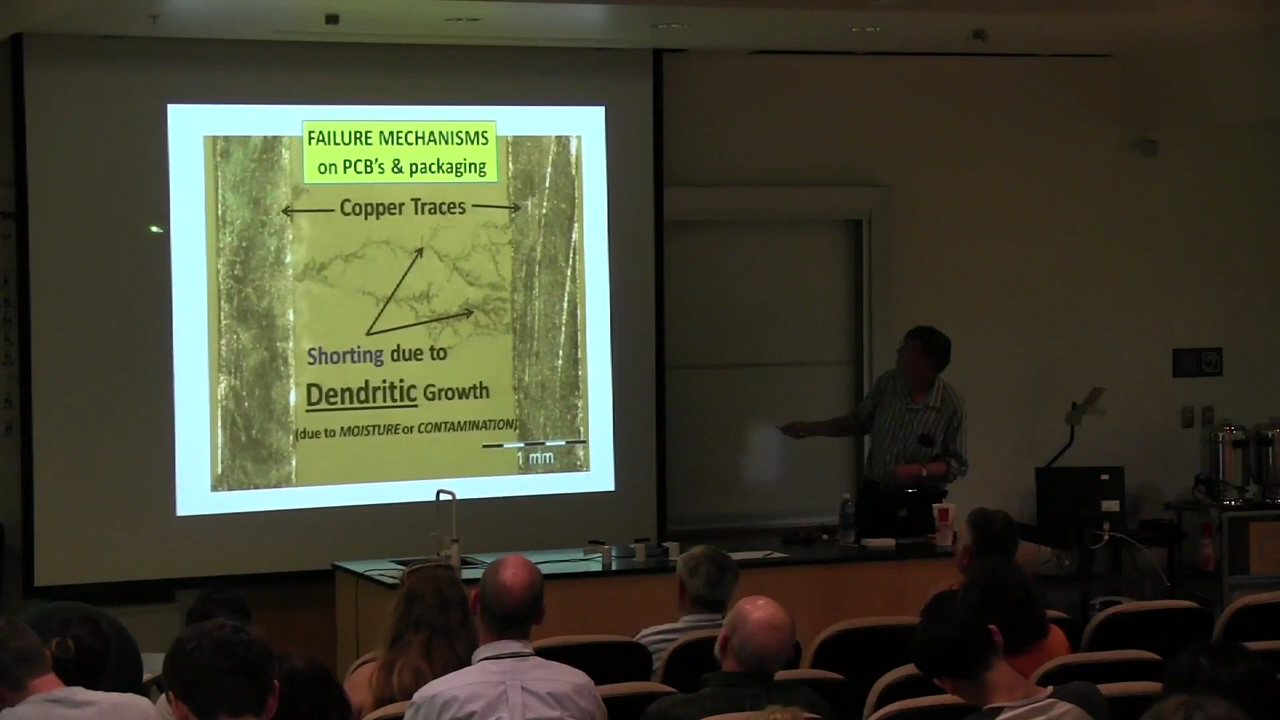 FAILURE MECHANISMS
on PCB's & packaging
Copper Traces
Shorting due to
Dendritic Growth
(due to MOISTURE or CONTAMINATION)
1 mm